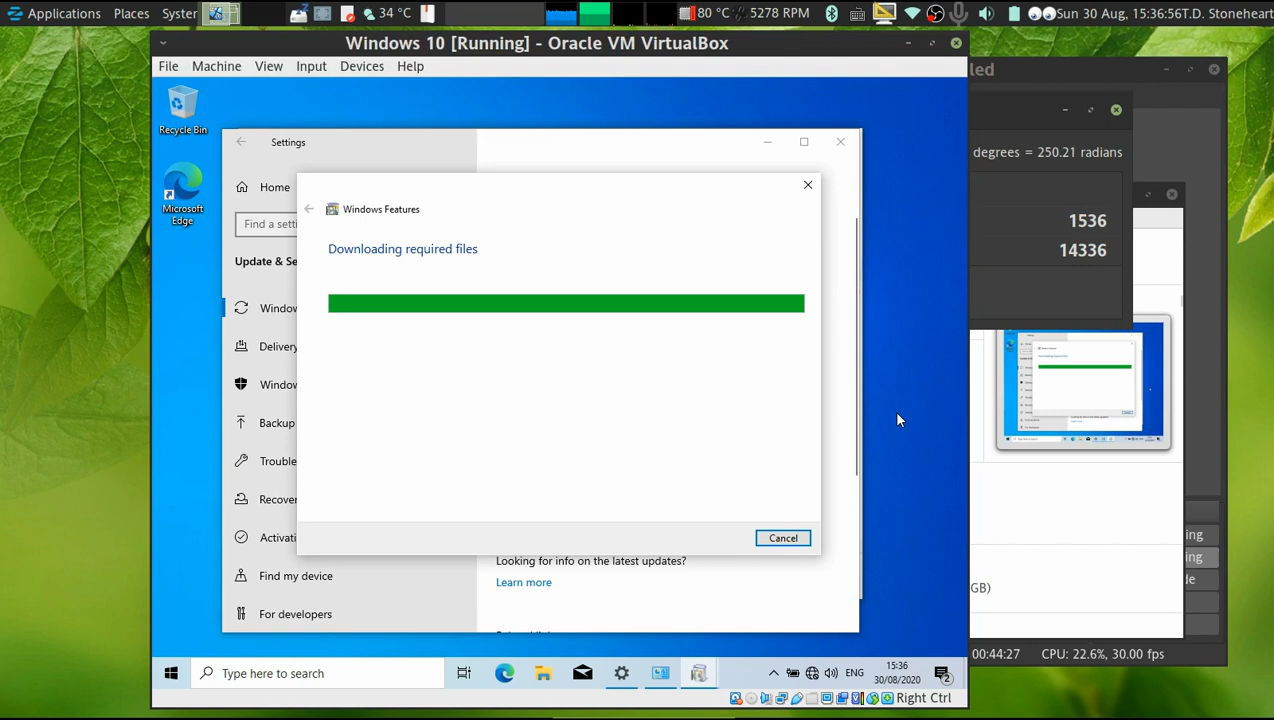 Applications Places Syster 34 °C 80 °C 5278 RPM Sun 30 Aug, 15:36:56 T.D. Stoneheart
Windows 10 [Running] - Oracle VM VirtualBox
led
File Machine View Input Devices Help
Recycle Bin
Microsoft
Edge
Settings
Home
Find a setti
Update & Se
Window
Delivery
Window
Backup
Trouble
Recover
Activati
Find my device
For developers
Windows Features
Downloading required files
Cancel
Looking for info on the latest updates?
Learn more
degrees = 250.21 radians
1536
14336
ing
ing
de
GB)
00:44:27 CPU: 22.6%, 30.00 fps
Type here to search
ENG
15:36
30/08/2020
2
Right Ctrl